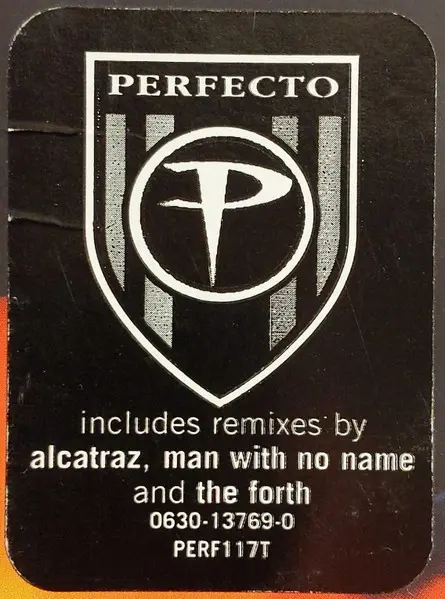 PERFECTO
P
includes remixes by
alcatraz, man with no name
and the forth
0630-13769-0
PERF117T